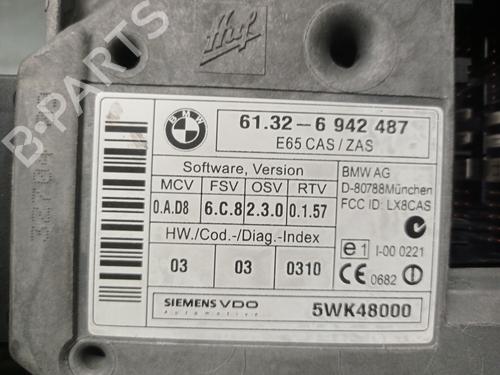 Huf
BMW
61.32-6 942 487
E65 CAS/ZAS
Software, Version
MCV FSV OSV RTV
0.A.D8 6.C.8 2.3.0 0.1.57
HW./Cod.-/Diag.-Index
03 03 0310
BMW AG
D-80788München
FCC ID: LX8CAS
e1 I-00 0221
CE 0682
SIEMENS VDO
Automotive
5WK48000
B-PARTS